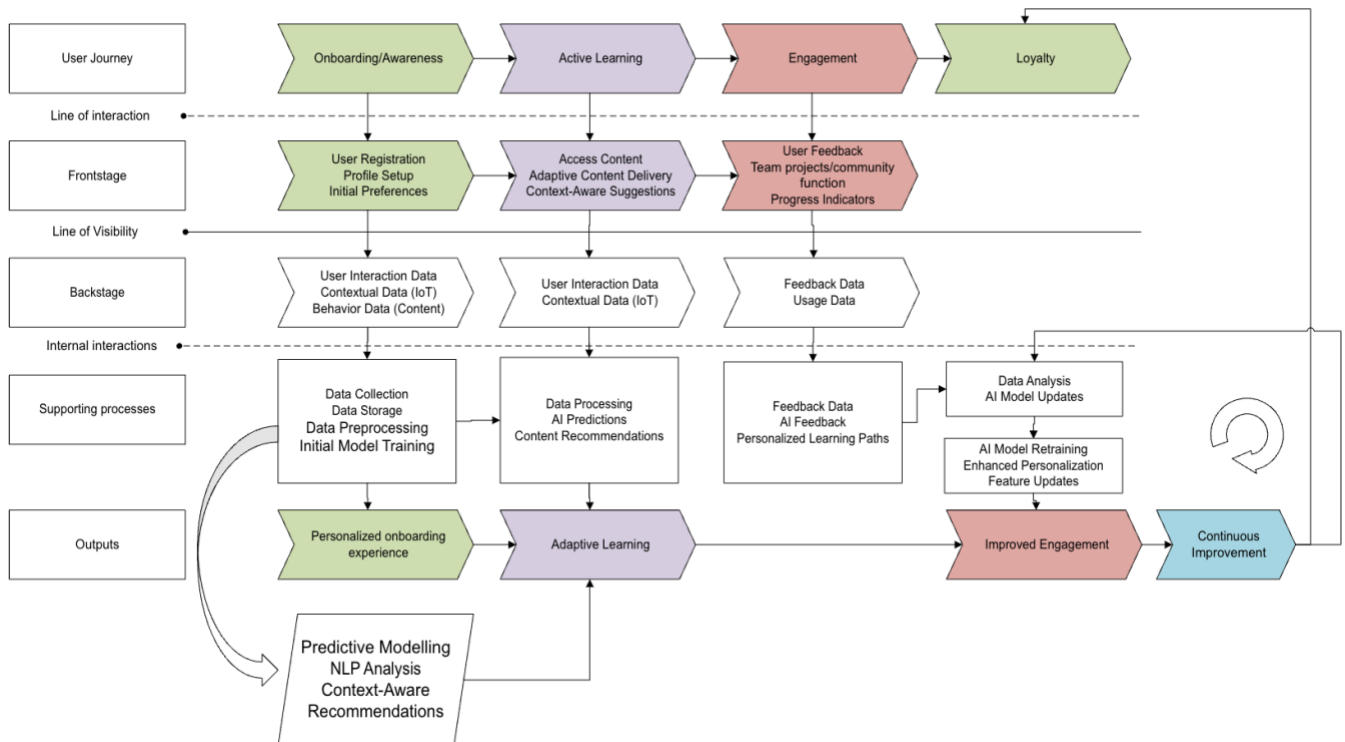 User Journey
Onboarding/Awareness
Active Learning
Engagement
Loyalty
Line of interaction
Frontstage
User Registration
Profile Setup
Initial Preferences
Access Content
Adaptive Content Delivery
Context-Aware Suggestions
User Feedback
Team projects/community
function
Progress Indicators
Line of Visibility
Backstage
User Interaction Data
Contextual Data (IoT)
Behavior Data (Content)
User Interaction Data
Contextual Data (IoT)
Feedback Data
Usage Data
Internal interactions
Supporting processes
Data Collection
Data Storage
Data Preprocessing
Initial Model Training
Data Processing
AI Predictions
Content Recommendations
Feedback Data
AI Feedback
Personalized Learning Paths
Data Analysis
AI Model Updates
AI Model Retraining
Enhanced Personalization
Feature Updates
Outputs
Personalized onboarding
experience
Adaptive Learning
Improved Engagement
Continuous
Improvement
Predictive Modelling
NLP Analysis
Context-Aware
Recommendations